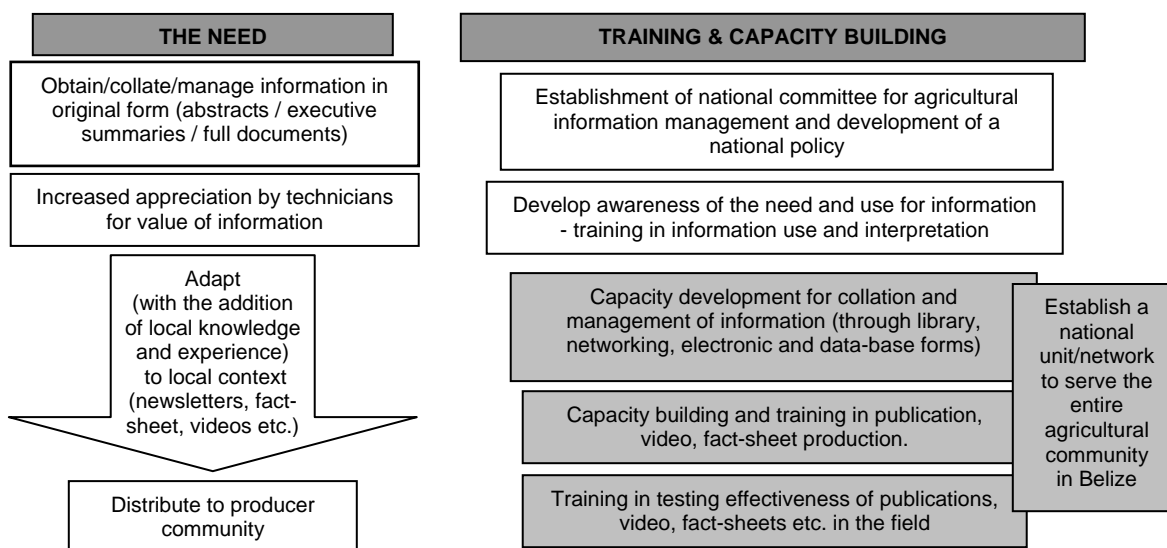 THE NEED
Obtain/collate/manage information in
original form (abstracts / executive
summaries / full documents)
Increased appreciation by technicians
for value of information
Adapt
(with the addition
of local knowledge
and experience)
to local context
(newsletters, fact-
sheet, videos etc.)
Distribute to producer
community
TRAINING & CAPACITY BUILDING
Establishment of national committee for agricultural
information management and development of a
national policy
Develop awareness of the need and use for information
- training in information use and interpretation
Capacity development for collation and
management of information (through library,
networking, electronic and data-base forms)
Capacity building and training in publication,
video, fact-sheet production.
Training in testing effectiveness of publications,
video, fact-sheets etc. in the field
Establish a
national
unit/network
to serve the
entire
agricultural
community
in Belize